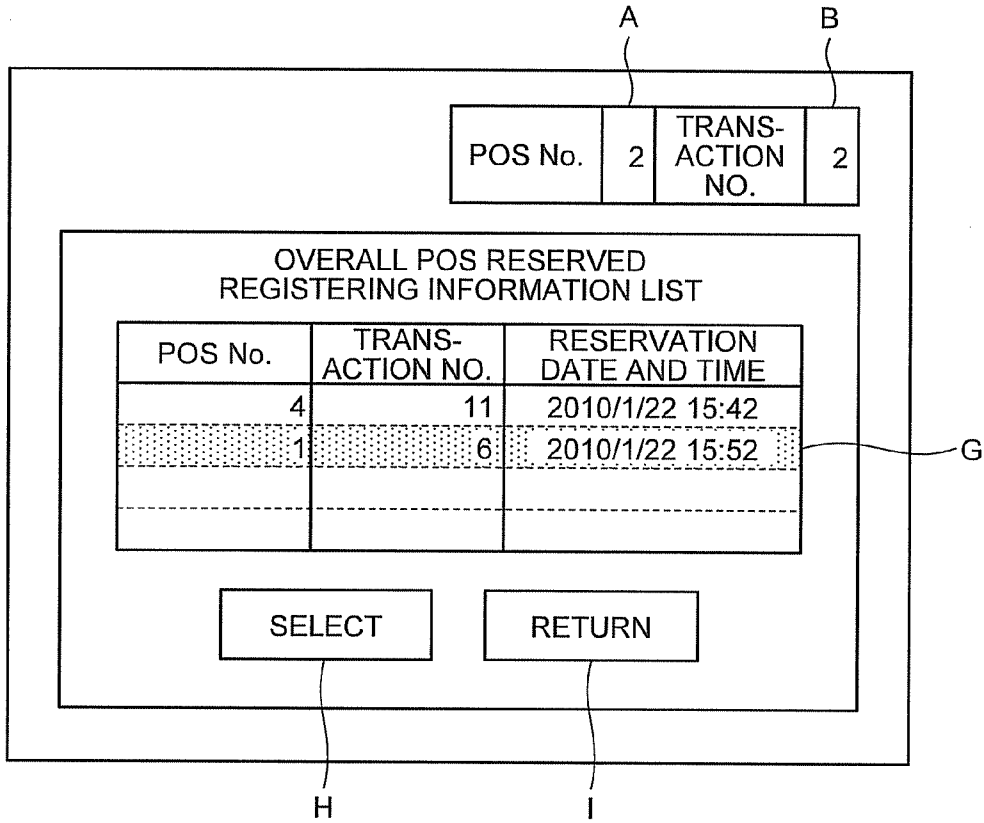 A B
POS No. 2 TRANS-
ACTION
NO. 2
OVERALL POS RESERVED
REGISTERING INFORMATION LIST
POS No. TRANS-
ACTION NO. RESERVATION
DATE AND TIME
4 11 2010/1/22 15:42
1 6 2010/1/22 15:52
G
SELECT RETURN
H I